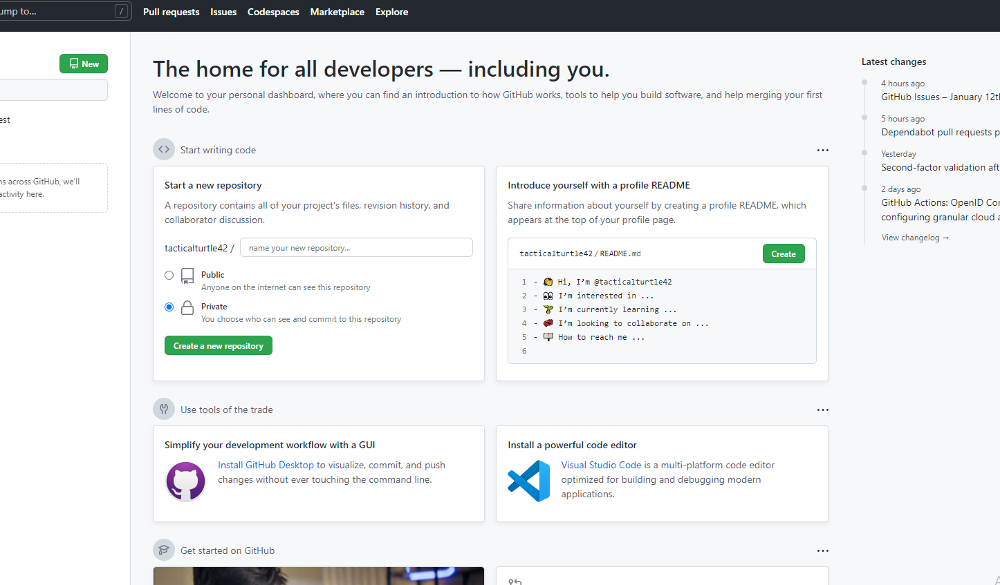 ump to...
/
Pull requests Issues Codespaces Marketplace Explore
New
est
ns across GitHub, we'll
activity here.
The home for all developers — including you.
Welcome to your personal dashboard, where you can find an introduction to how GitHub works, tools to help you build software, and help merging your first
lines of code.
Start writing code
Start a new repository
A repository contains all of your project's files, revision history, and
collaborator discussion.
tacticalturtle42 / name your new repository...
Public
Anyone on the internet can see this repository
Private
You choose who can see and commit to this repository
Create a new repository
Introduce yourself with a profile README
Share information about yourself by creating a profile README, which
appears at the top of your profile page.
tacticalturtle42/README.md
Create
1 - 👋 Hi, I'm @tacticalturtle42
2 - 👀 I'm interested in ...
3 - 🌱 I'm currently learning ...
4 - 💞️ I'm looking to collaborate on ...
5 - 📫 How to reach me ...
6
Use tools of the trade
Simplify your development workflow with a GUI
Install GitHub Desktop to visualize, commit, and push
changes without ever touching the command line.
Install a powerful code editor
Visual Studio Code is a multi-platform code editor
optimized for building and debugging modern
applications.
Get started on GitHub
Latest changes
4 hours ago
GitHub Issues – January 12th
5 hours ago
Dependabot pull requests p
Yesterday
Second-factor validation aft
2 days ago
GitHub Actions: OpenID Con
configuring granular cloud a
View changelog →